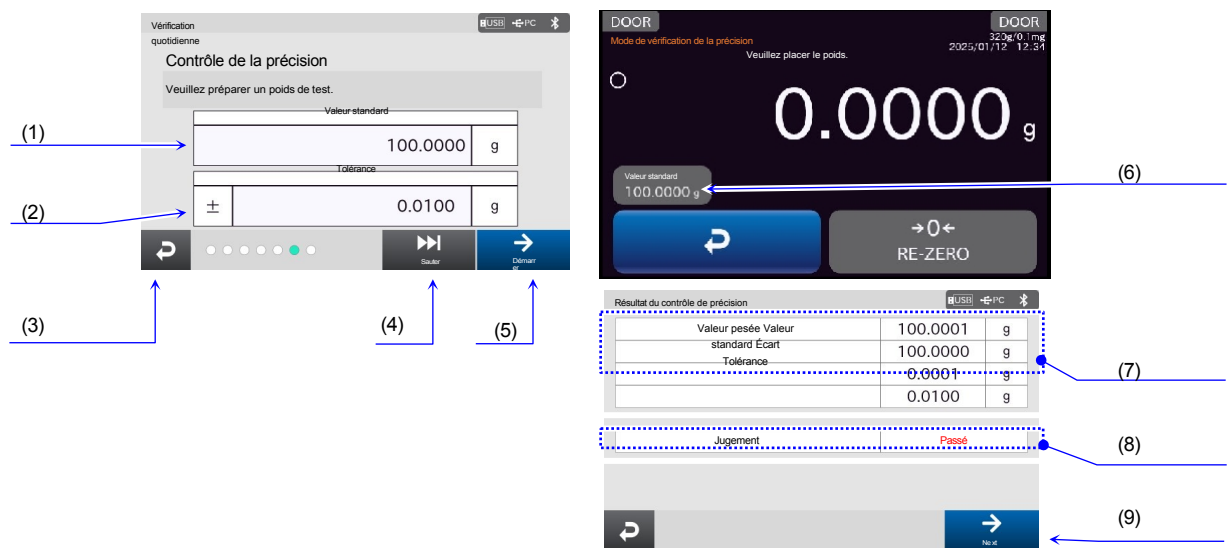 Vérification
quotidienne
USB PC
Contrôle de la précision
Veuillez préparer un poids de test.
Valeur standard
(1)
100.0000 g
Tolérance
(2)
± 0.0100 g
Sauter
Démarr
er
(3)
(4)
(5)
DOOR DOOR
Mode de vérification de la précision
320g/0.1mg
2025/01/12 12:34
Veuillez placer le poids.
0.0000 g
Valeur standard
100.0000 g
(6)
→0←
RE-ZERO
Résultat du contrôle de précision
USB PC
Valeur pesée Valeur 100.0001 g
standard Écart 100.0000 g
Tolérance
0.0001 g
0.0100 g
(7)
Jugement Passé
(8)
Next
(9)